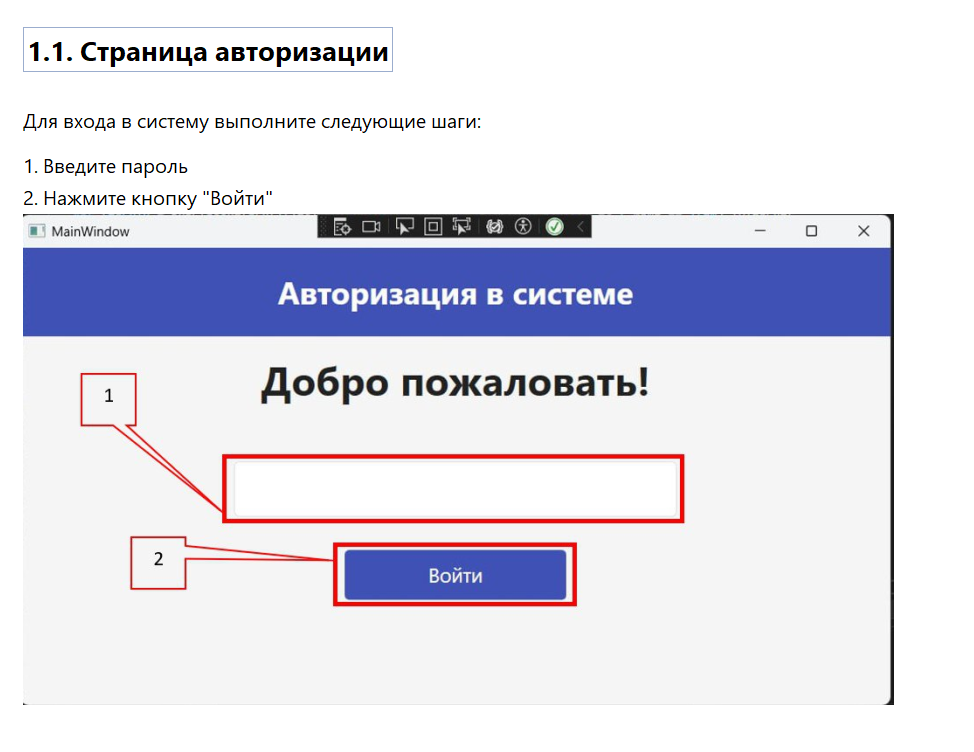 1.1. Страница авторизации
Для входа в систему выполните следующие шаги:
1. Введите пароль
2. Нажмите кнопку "Войти"
MainWindow
Авторизация в системе
Добро пожаловать!
1
2
Войти